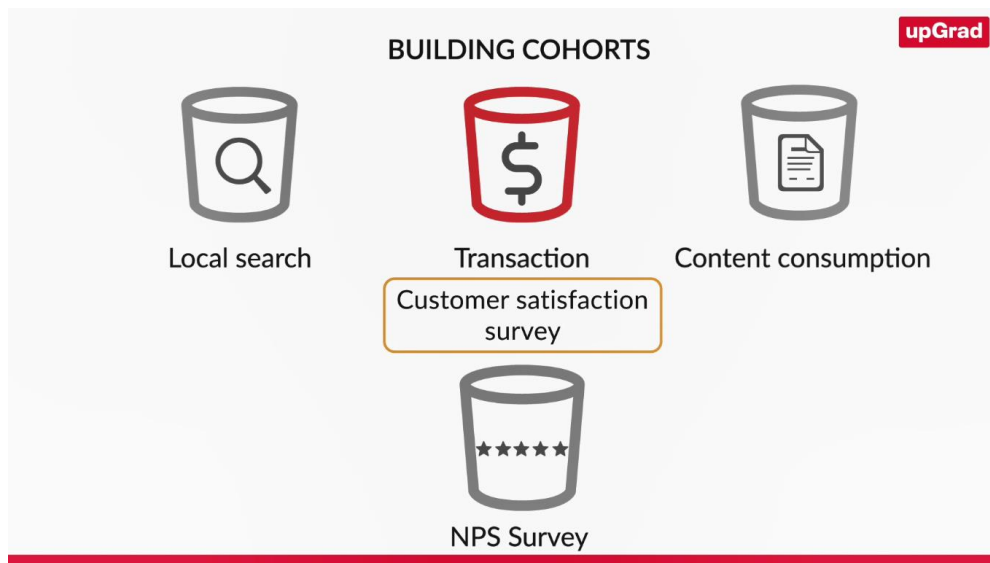 upGrad
BUILDING COHORTS
Local search
Transaction
Content consumption
Customer satisfaction
survey
NPS Survey